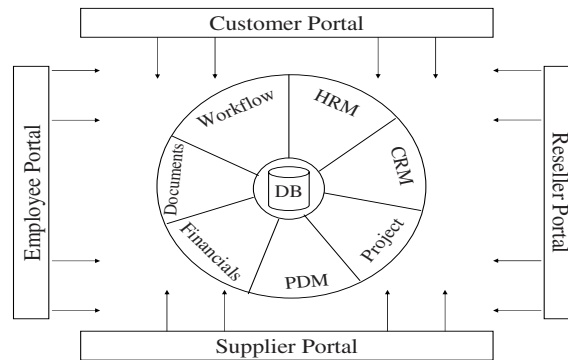 Customer Portal
Employee Portal
Workflow
HRM
Reseller Portal
Documents
CRM
DB
Financials
Project
PDM
Supplier Portal